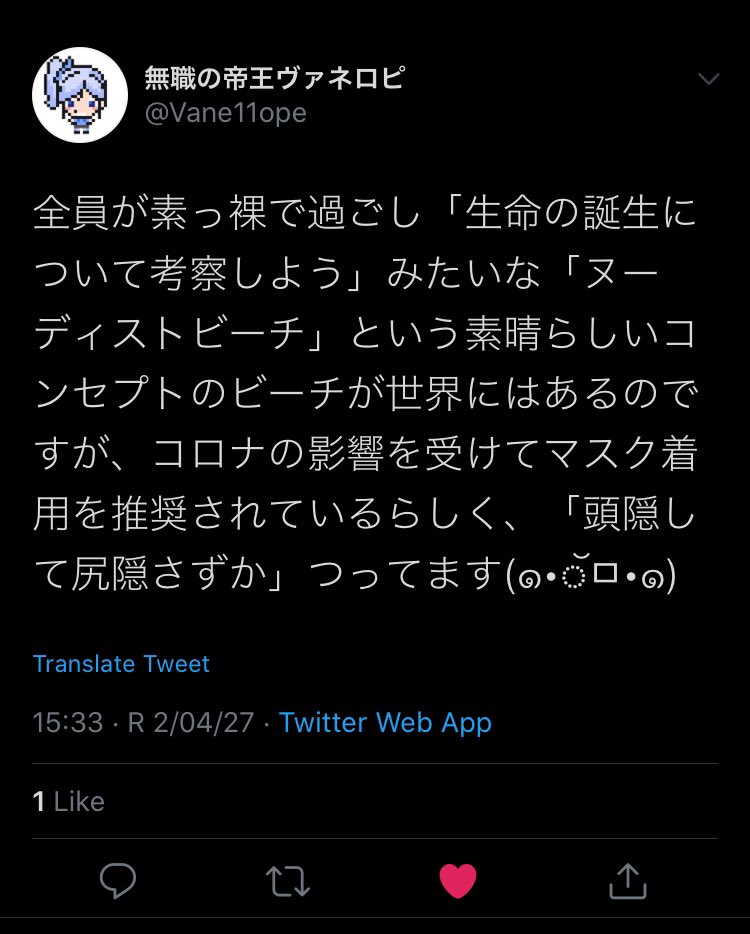 無職の帝王ヴァネロピ
@Vane11ope
全員が素っ裸で過ごし「生命の誕生に
ついて考察しよう」みたいな「ヌー
ディストビーチ」という素晴らしいコ
ンセプトのビーチが世界にはあるので
すが、コロナの影響を受けてマスク着
用を推奨されているらしく、「頭隠し
て尻隠さずか」つってます(๑•ॅㅁ•๑)
Translate Tweet
15:33 · R 2/04/27 · Twitter Web App
1 Like